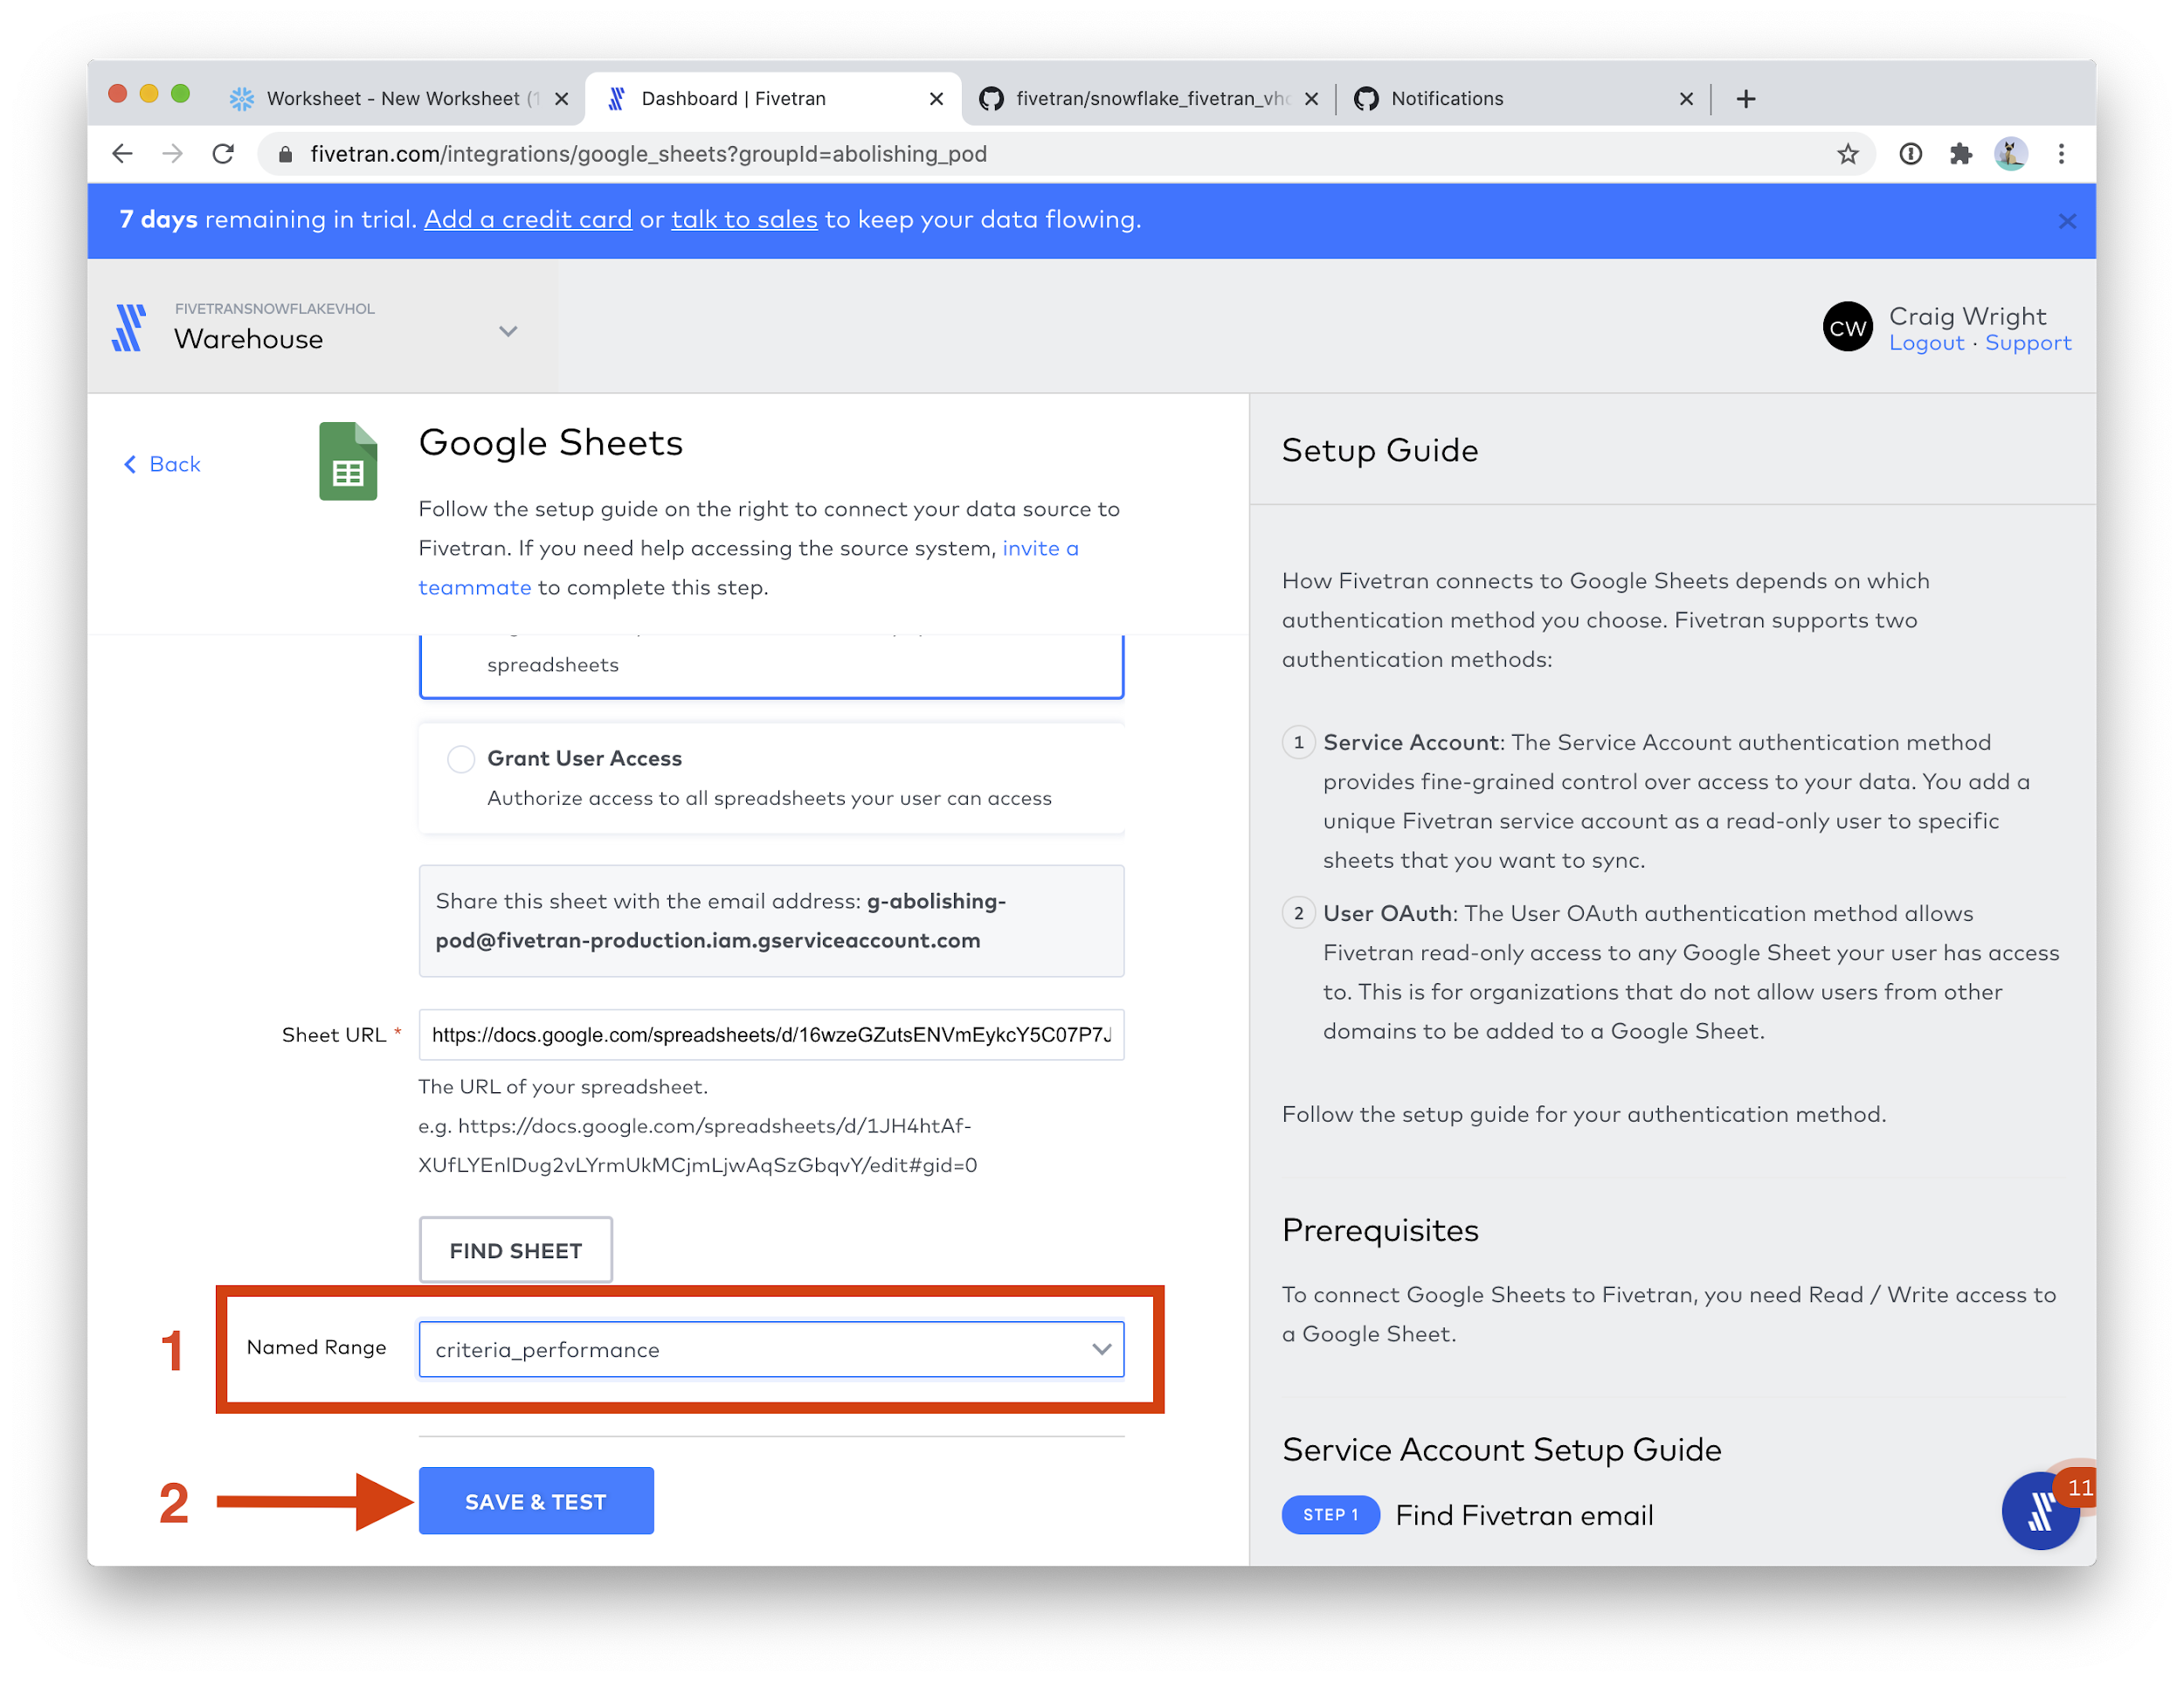 Worksheet - New Worksheet (1
Dashboard | Fivetran
fivetran/snowflake_fivetran_vho
Notifications
fivetran.com/integrations/google_sheets?groupId=abolishing_pod
7 days remaining in trial. Add a credit card or talk to sales to keep your data flowing.
FIVETRANSNOWFLAKEVHOL
Warehouse
CW
Craig Wright
Logout · Support
Back
Google Sheets
Follow the setup guide on the right to connect your data source to
Fivetran. If you need help accessing the source system, invite a
teammate to complete this step.
spreadsheets
Grant User Access
Authorize access to all spreadsheets your user can access
Share this sheet with the email address: g-abolishing-
pod@fivetran-production.iam.gserviceaccount.com
Sheet URL *
https://docs.google.com/spreadsheets/d/16wzeGZutsENVmEykcY5C07P7J
The URL of your spreadsheet.
e.g. https://docs.google.com/spreadsheets/d/1JH4htAf-
XUfLYEnlDug2vLYrmUkMCjmLjwAqSzGbqvY/edit#gid=0
FIND SHEET
1
Named Range
criteria_performance
2
SAVE & TEST
Setup Guide
How Fivetran connects to Google Sheets depends on which
authentication method you choose. Fivetran supports two
authentication methods:
1 Service Account: The Service Account authentication method
provides fine-grained control over access to your data. You add a
unique Fivetran service account as a read-only user to specific
sheets that you want to sync.
2 User OAuth: The User OAuth authentication method allows
Fivetran read-only access to any Google Sheet your user has access
to. This is for organizations that do not allow users from other
domains to be added to a Google Sheet.
Follow the setup guide for your authentication method.
Prerequisites
To connect Google Sheets to Fivetran, you need Read / Write access to
a Google Sheet.
Service Account Setup Guide
STEP 1 Find Fivetran email
11